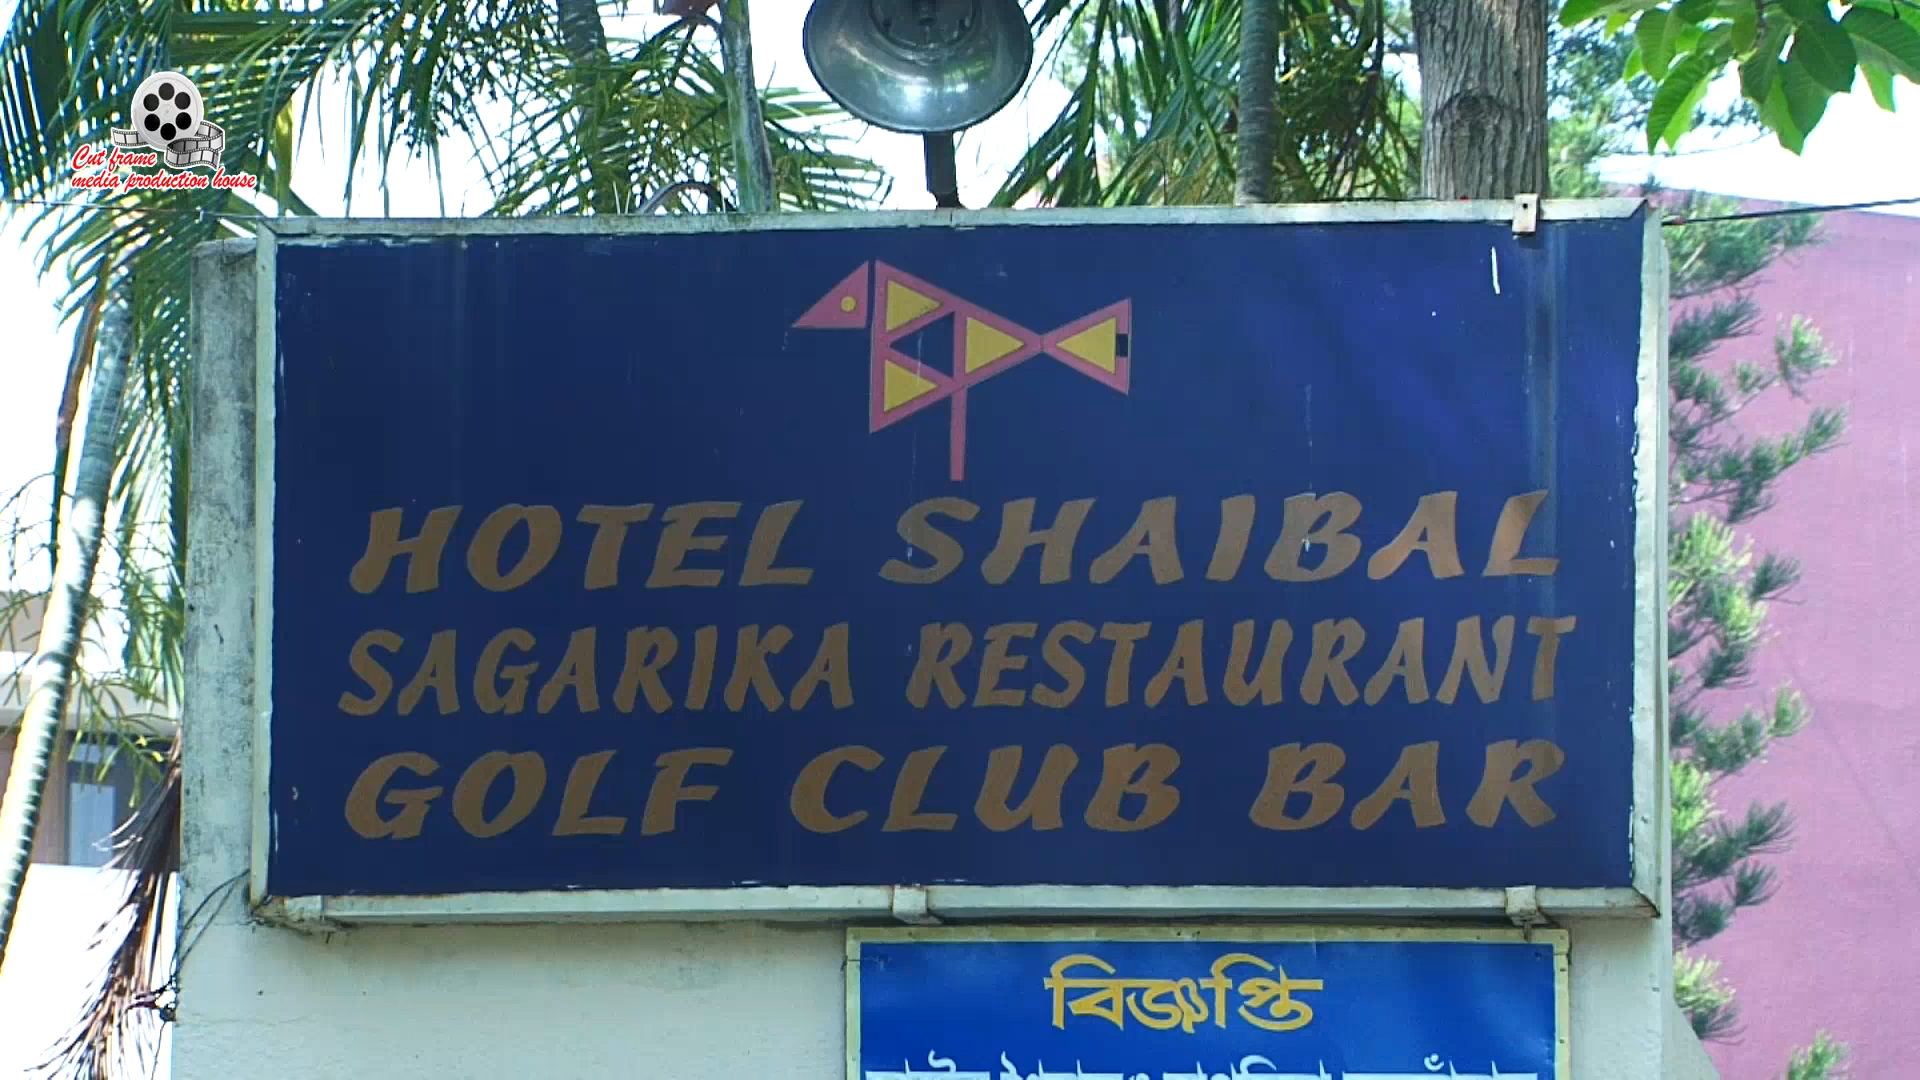 Cut frame
media production house
HOTEL SHAIBAL
SAGARIKA RESTAURANT
GOLF CLUB BAR
বিজ্ঞপ্তি